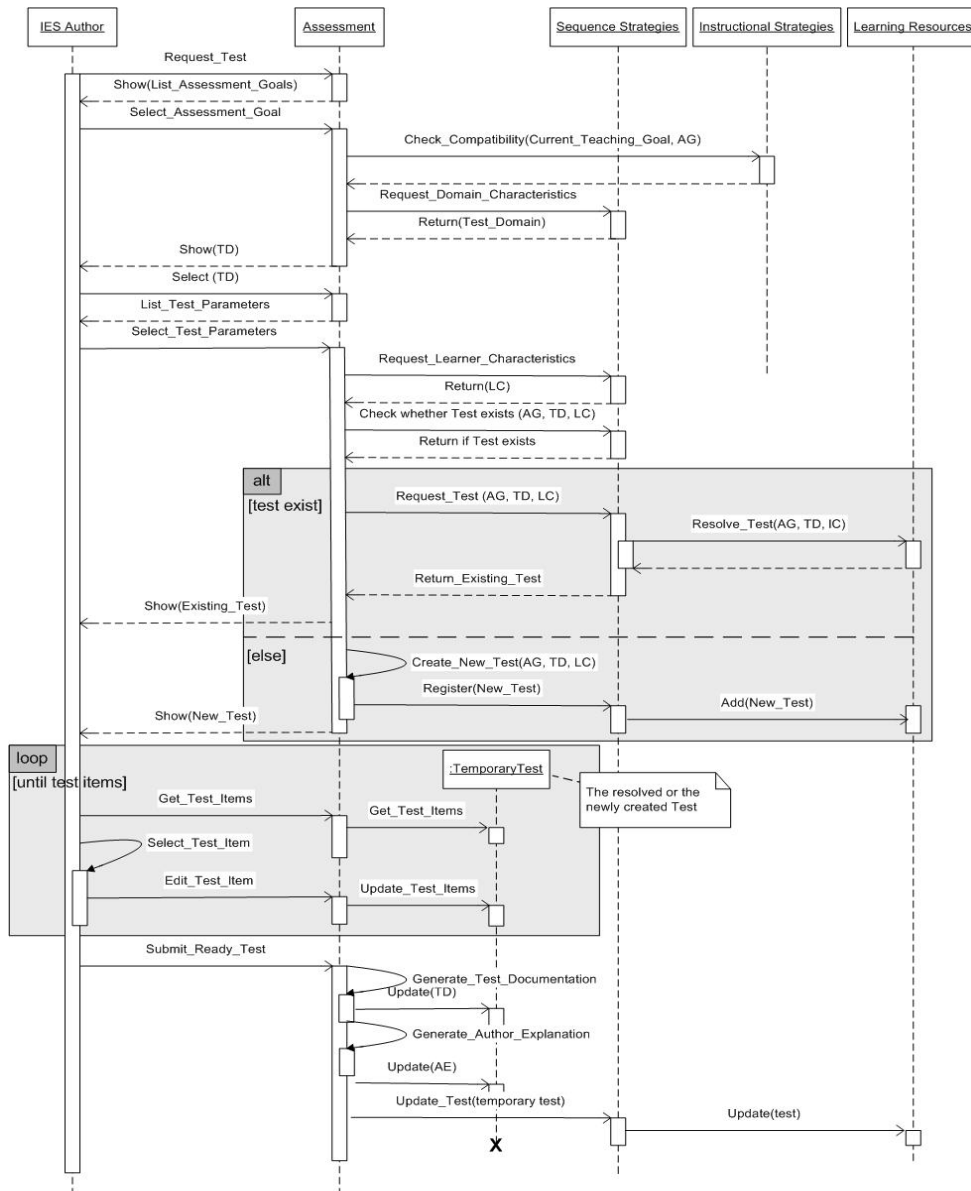 IES Author
Assessment
Sequence Strategies
Instructional Strategies
Learning Resources
Request_Test
Show(List_Assessment_Goals)
Select_Assessment_Goal
Check_Compatibility(Current_Teaching_Goal, AG)
Request_Domain_Characteristics
Return(Test_Domain)
Show(TD)
Select (TD)
List_Test_Parameters
Select_Test_Parameters
Request_Learner_Characteristics
Return(LC)
Check whether Test exists (AG, TD, LC)
Return if Test exists
alt
[test exist]
Request_Test (AG, TD, LC)
Resolve_Test(AG, TD, IC)
Return_Existing_Test
Show(Existing_Test)
[else]
Create_New_Test(AG, TD, LC)
Register(New_Test)
Add(New_Test)
Show(New_Test)
loop
[until test items]
:TemporaryTest
The resolved or the
newly created Test
Get_Test_Items
Get_Test_Items
Select_Test_Item
Edit_Test_Item
Update_Test_Items
Submit_Ready_Test
Generate_Test_Documentation
Update(TD)
Generate_Author_Explanation
Update(AE)
Update_Test(temporary test)
Update(test)
X